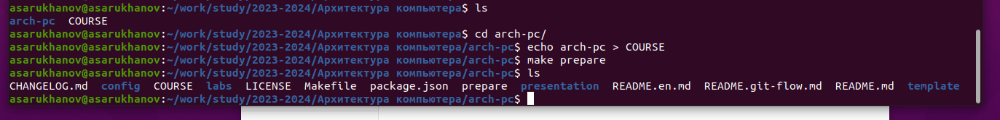 asarukhanov@asarukhanov:~/work/study/2023-2024/Архитектура компьютера$ ls
arch-pc  COURSE
asarukhanov@asarukhanov:~/work/study/2023-2024/Архитектура компьютера$ cd arch-pc/
asarukhanov@asarukhanov:~/work/study/2023-2024/Архитектура компьютера/arch-pc$ echo arch-pc > COURSE
asarukhanov@asarukhanov:~/work/study/2023-2024/Архитектура компьютера/arch-pc$ make prepare
asarukhanov@asarukhanov:~/work/study/2023-2024/Архитектура компьютера/arch-pc$ ls
CHANGELOG.md  config  COURSE  labs  LICENSE  Makefile  package.json  prepare  presentation  README.en.md  README.git-flow.md  README.md  template
asarukhanov@asarukhanov:~/work/study/2023-2024/Архитектура компьютера/arch-pc$